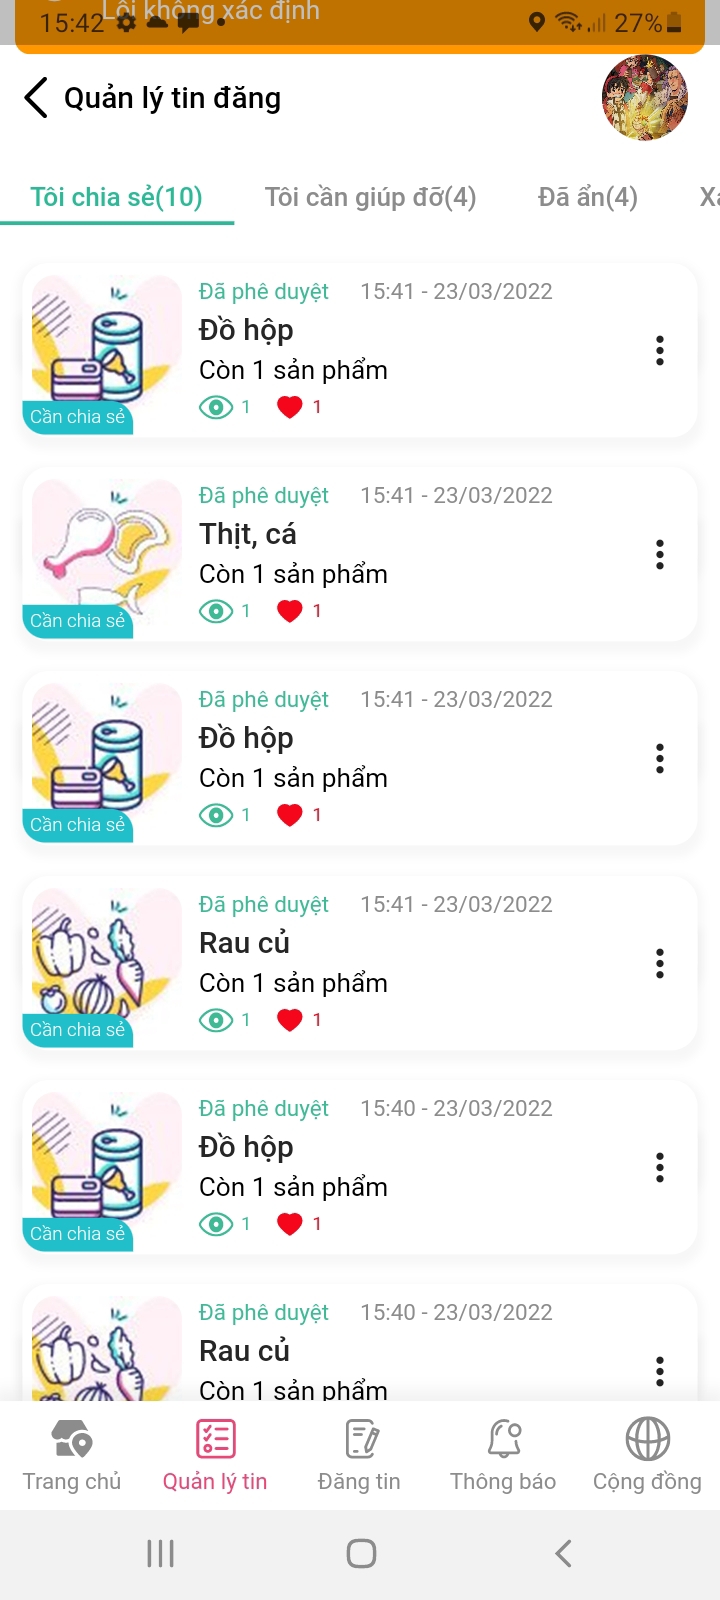 Lỗi không xác định
15:42
27%
Quản lý tin đăng
Tôi chia sẻ(10) Tôi cần giúp đỡ(4) Đã ẩn(4)
Đã phê duyệt 15:41 - 23/03/2022
Đồ hộp
Còn 1 sản phẩm
Cần chia sẻ 1 1
Đã phê duyệt 15:41 - 23/03/2022
Thịt, cá
Còn 1 sản phẩm
Cần chia sẻ 1 1
Đã phê duyệt 15:41 - 23/03/2022
Đồ hộp
Còn 1 sản phẩm
Cần chia sẻ 1 1
Đã phê duyệt 15:41 - 23/03/2022
Rau củ
Còn 1 sản phẩm
Cần chia sẻ 1 1
Đã phê duyệt 15:40 - 23/03/2022
Đồ hộp
Còn 1 sản phẩm
Cần chia sẻ 1 1
Đã phê duyệt 15:40 - 23/03/2022
Rau củ
Còn 1 sản phẩm
Trang chủ Quản lý tin Đăng tin Thông báo Cộng đồng